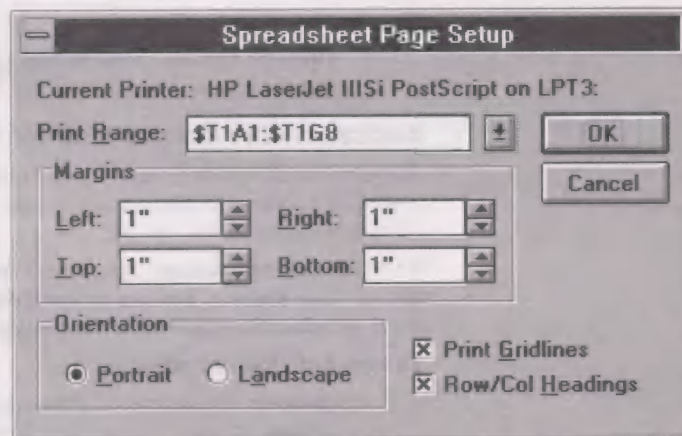 Spreadsheet Page Setup
Current Printer: HP LaserJet IIISi PostScript on LPT3:
Print Range: $T1A1:$T1G8
OK
Margins
Cancel
Left: 1" Right: 1"
Top: 1" Bottom: 1"
Orientation
Portrait Landscape
Print Gridlines
Row/Col Headings